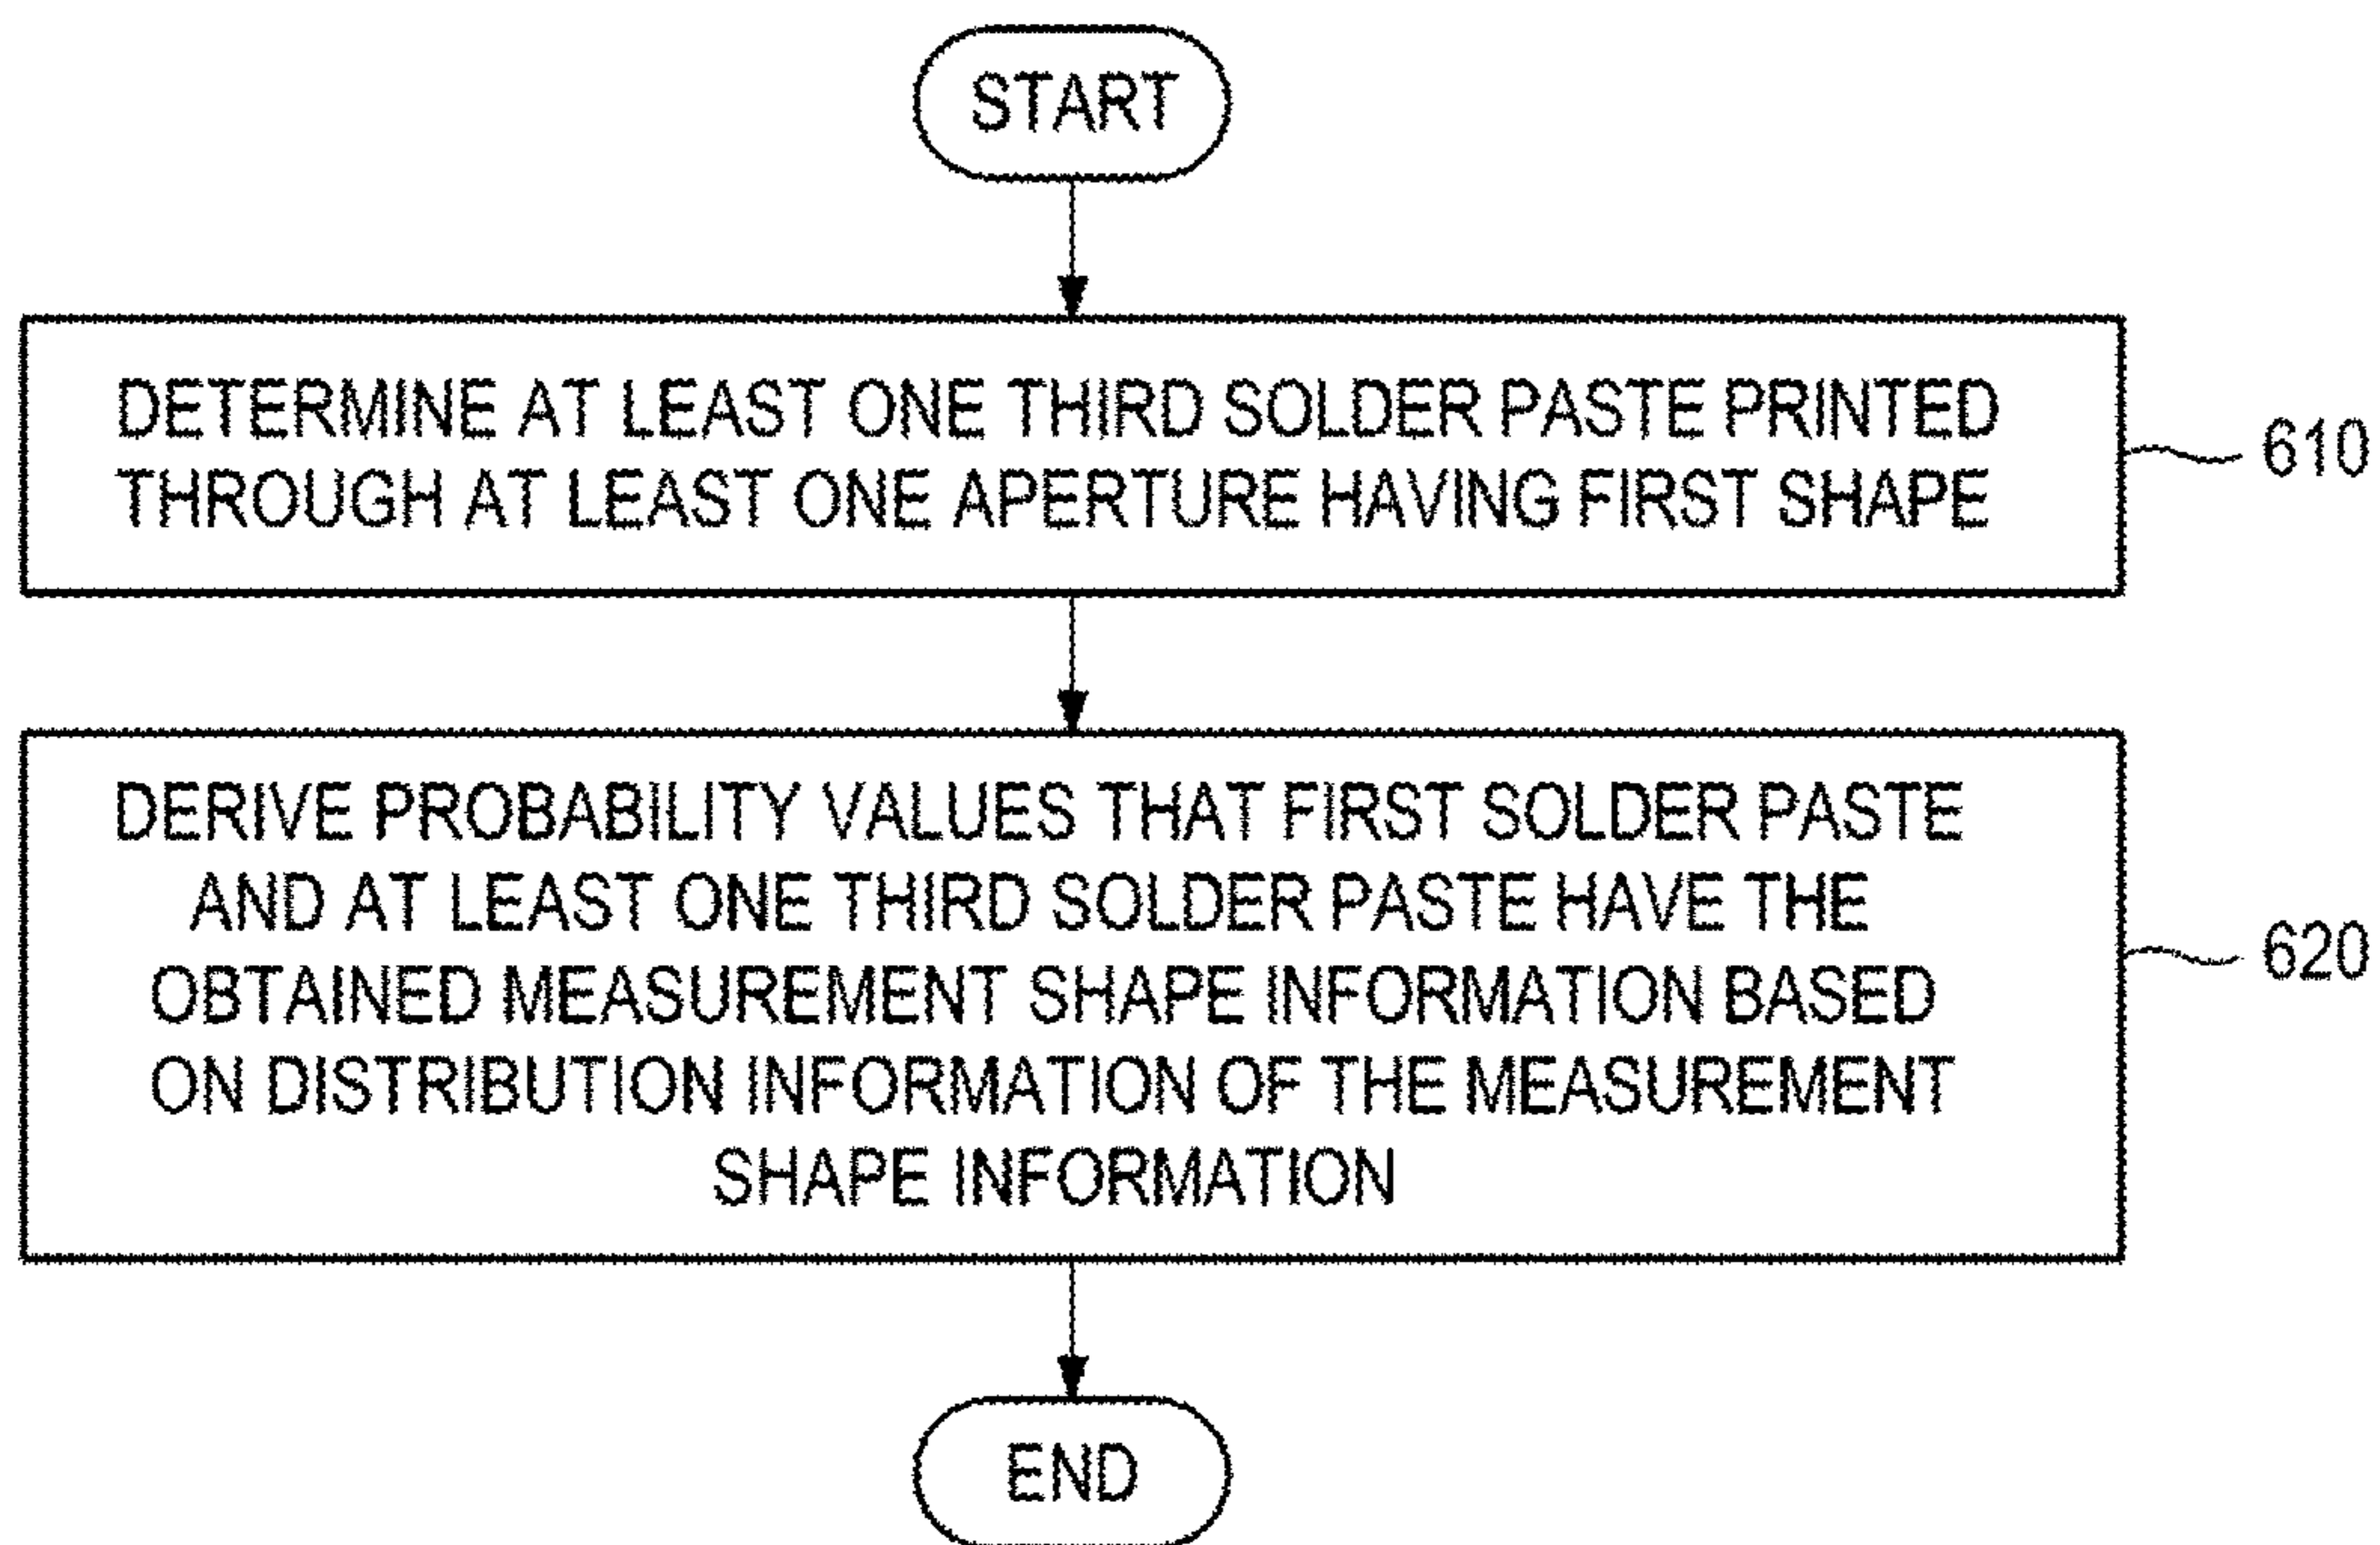 START
DETERMINE AT LEAST ONE THIRD SOLDER PASTE PRINTED
THROUGH AT LEAST ONE APERTURE HAVING FIRST SHAPE
610
DERIVE PROBABILITY VALUES THAT FIRST SOLDER PASTE
AND AT LEAST ONE THIRD SOLDER PASTE HAVE THE
OBTAINED MEASUREMENT SHAPE INFORMATION BASED
ON DISTRIBUTION INFORMATION OF THE MEASUREMENT
SHAPE INFORMATION
620
END